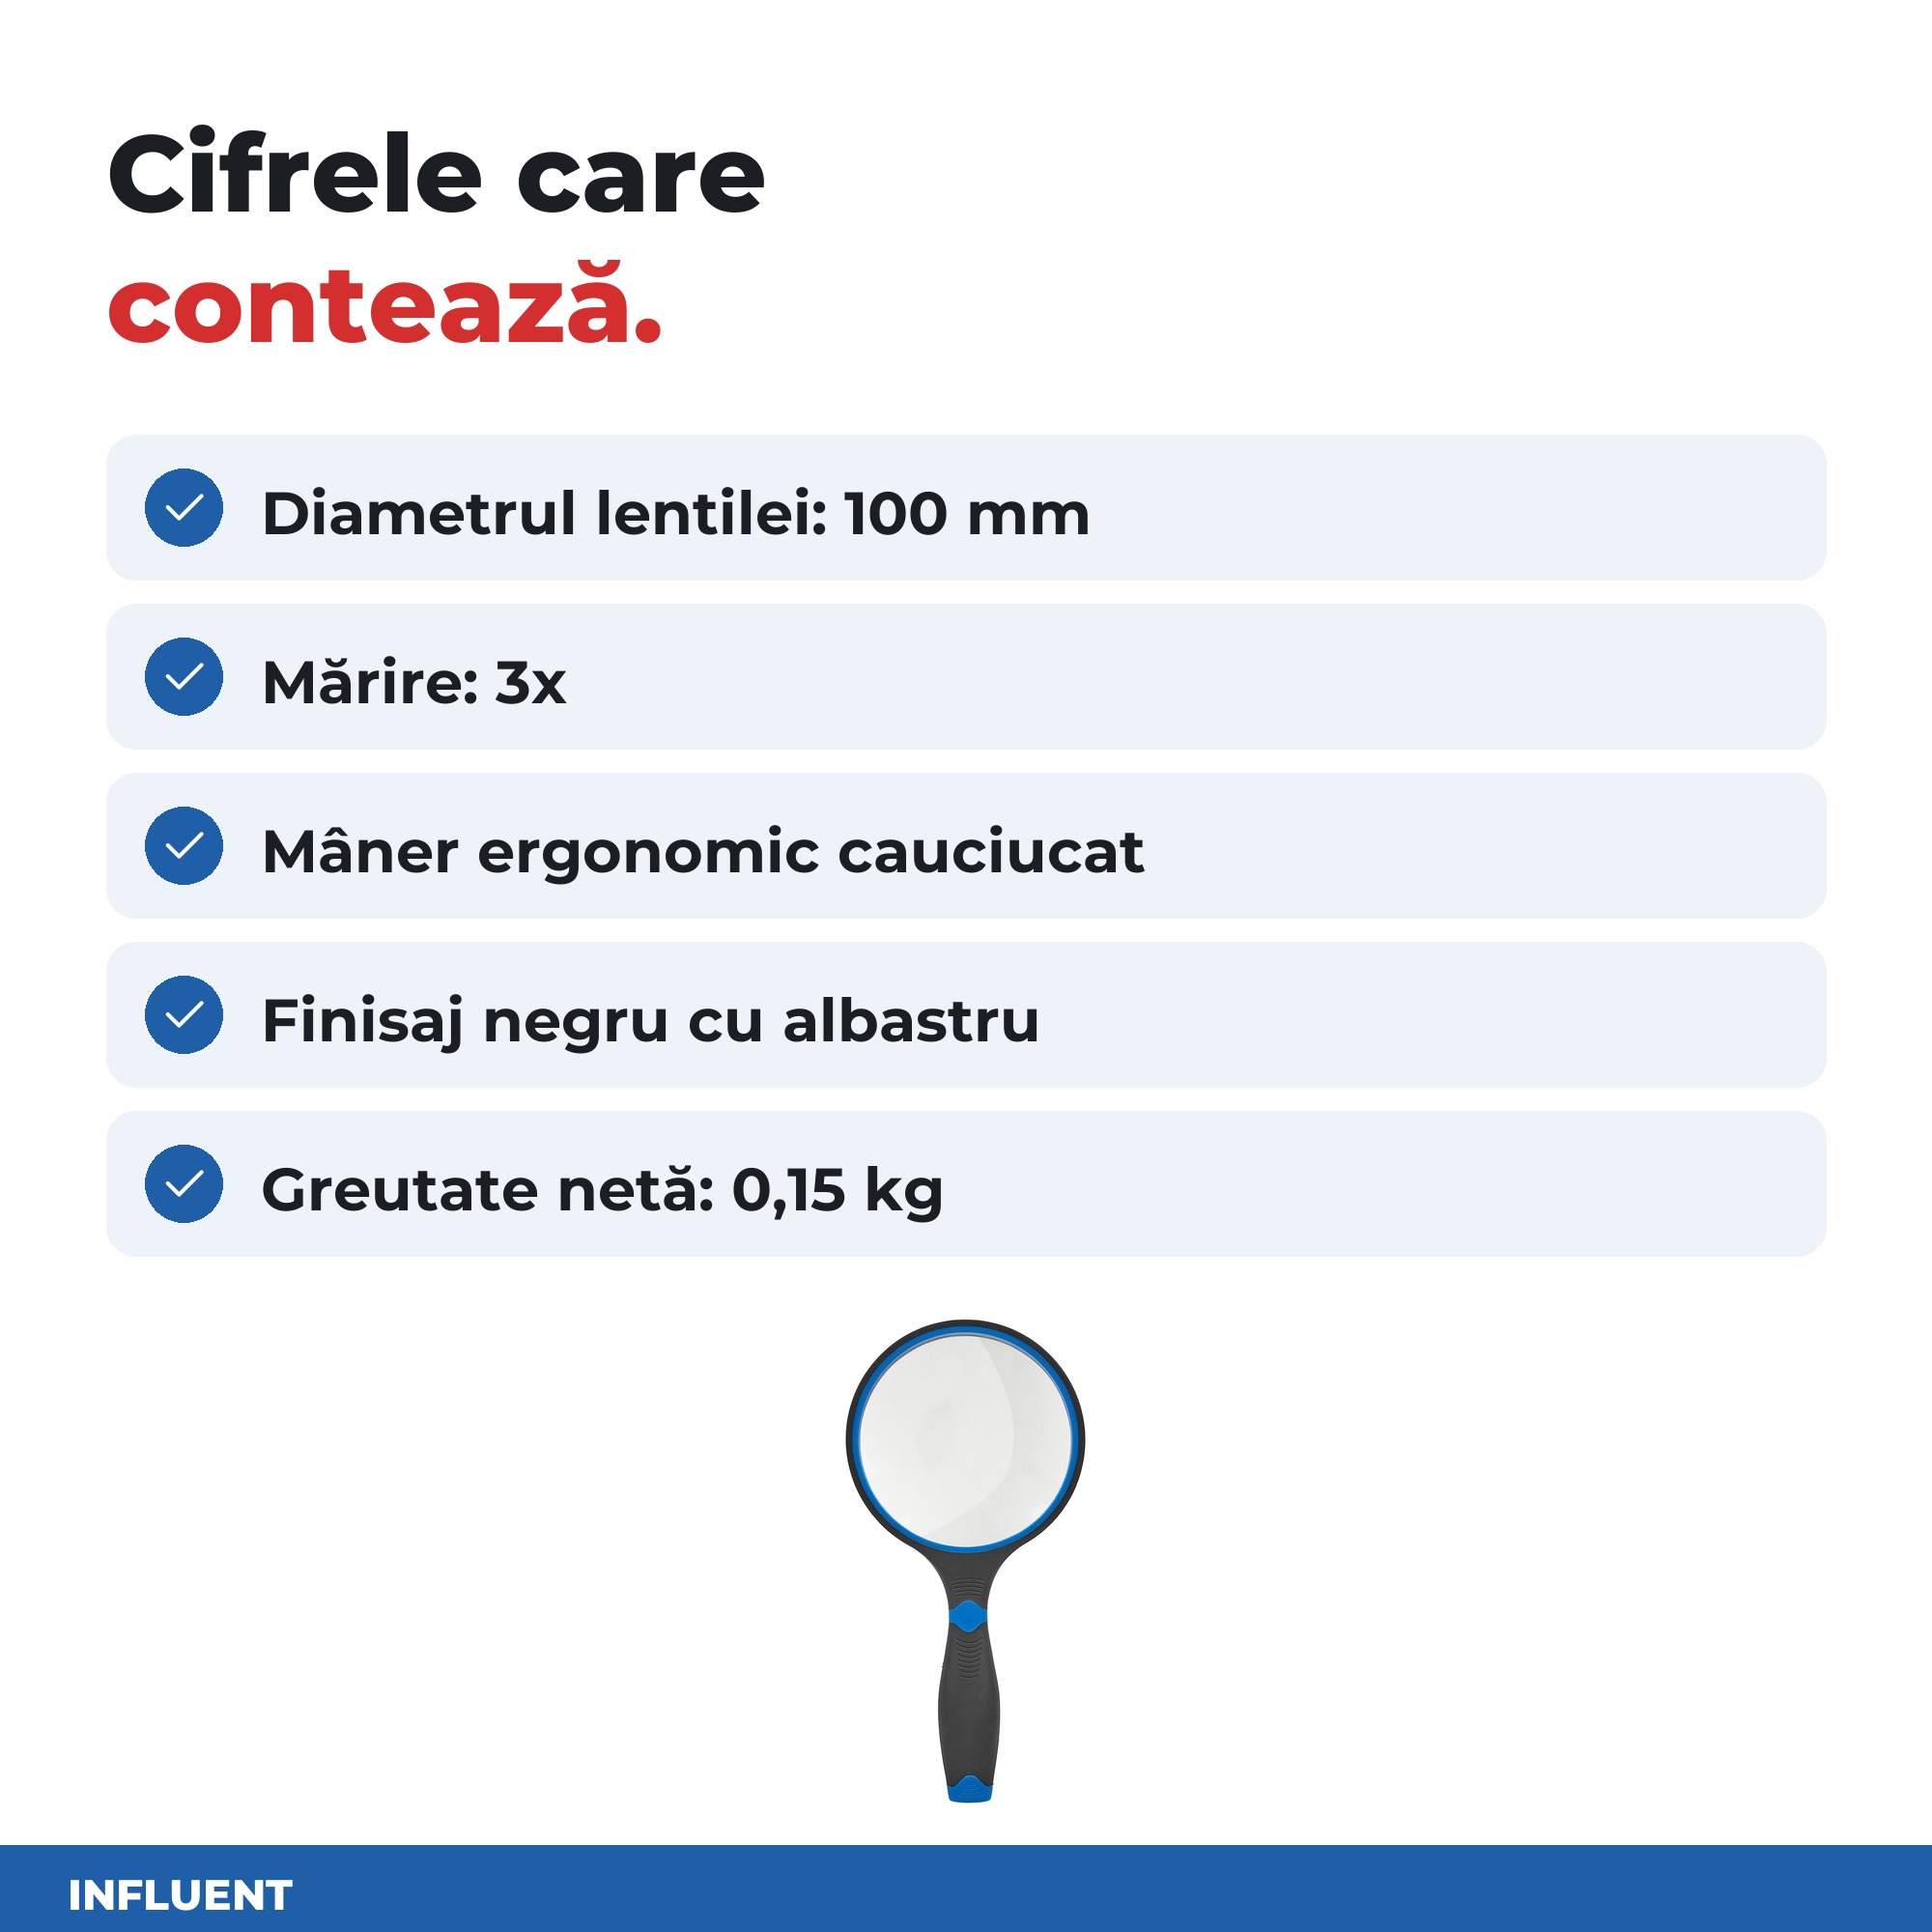 Cifrele care
contează.
Diametrul lentilei: 100 mm
Mărire: 3x
Mâner ergonomic cauciucat
Finisaj negru cu albastru
Greutate netă: 0,15 kg
INFLUENT